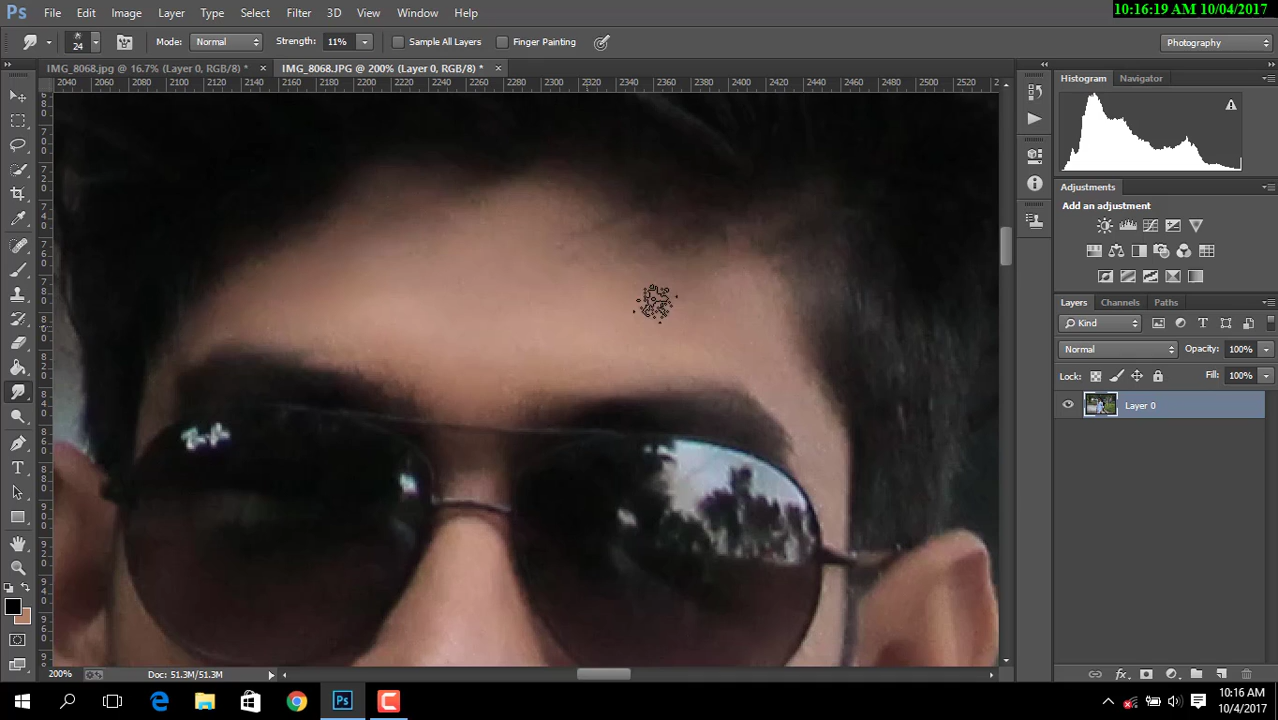 Ps File Edit Image Layer Type Select Filter 3D View Window Help
10:16:19 AM 10/04/2017
24 Mode: Normal Strength: 11% Sample All Layers Finger Painting Photography
IMG_8068.jpg @ 16.7% (Layer 0, RGB/8) * × IMG_8068.JPG @ 200% (Layer 0, RGB/8) * ×
2040 2100 2120 2140 2160 2180 2200 2220 2240 2260 2280 2300 2320 2340 2360 2380 2400 2420 2440 2460 2480 2500 2520
Histogram Navigator
Adjustments
Add an adjustment
Layers Channels Paths
Kind
Normal Opacity: 100%
Lock: Fill: 100%
Layer 0
200% Doc: 51.3M/51.3M
Ps
10:16 AM
10/4/2017